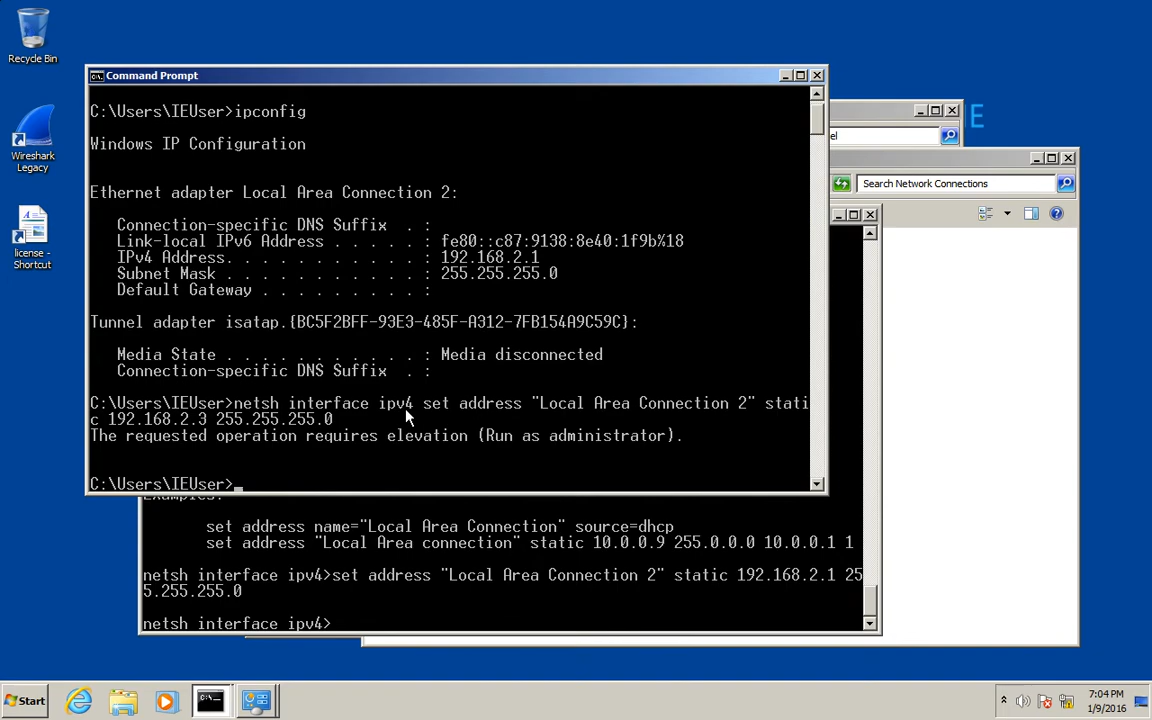 Recycle Bin
Wireshark
Legacy
license -
Shortcut
Command Prompt
C:\Users\IEUser>ipconfig
Windows IP Configuration
Ethernet adapter Local Area Connection 2:
Connection-specific DNS Suffix  . :
Link-local IPv6 Address . . . . . : fe80::c87:9138:8e40:1f9b%18
IPv4 Address. . . . . . . . . . . : 192.168.2.1
Subnet Mask . . . . . . . . . . . : 255.255.255.0
Default Gateway . . . . . . . . . :
Tunnel adapter isatap.{BC5F2BFF-93E3-485F-A312-7FB154A9C59C}:
Media State . . . . . . . . . . . : Media disconnected
Connection-specific DNS Suffix  . :
C:\Users\IEUser>netsh interface ipv4 set address "Local Area Connection 2" stati
c 192.168.2.3 255.255.255.0
The requested operation requires elevation (Run as administrator).
C:\Users\IEUser>_
el
E
Search Network Connections
Examples:
set address name="Local Area Connection" source=dhcp
set address "Local Area connection" static 10.0.0.9 255.0.0.0 10.0.0.1 1
netsh interface ipv4>set address "Local Area Connection 2" static 192.168.2.1 25
5.255.255.0
netsh interface ipv4>
Start
7:04 PM
1/9/2016